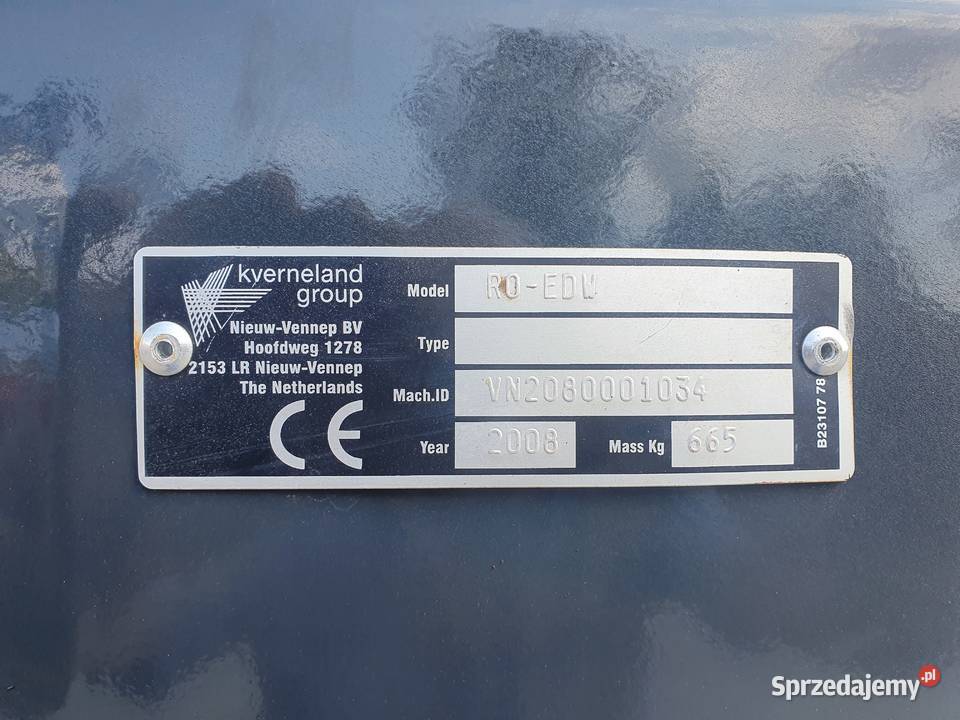 kverneland
group
Nieuw-Vennep BV
Hoofdweg 1278
2153 LR Nieuw-Vennep
The Netherlands
CE
Model RO-EDW
Type
Mach.ID VN2080001034
Year 2008 Mass Kg 665
B23107 78
Sprzedajemy.pl